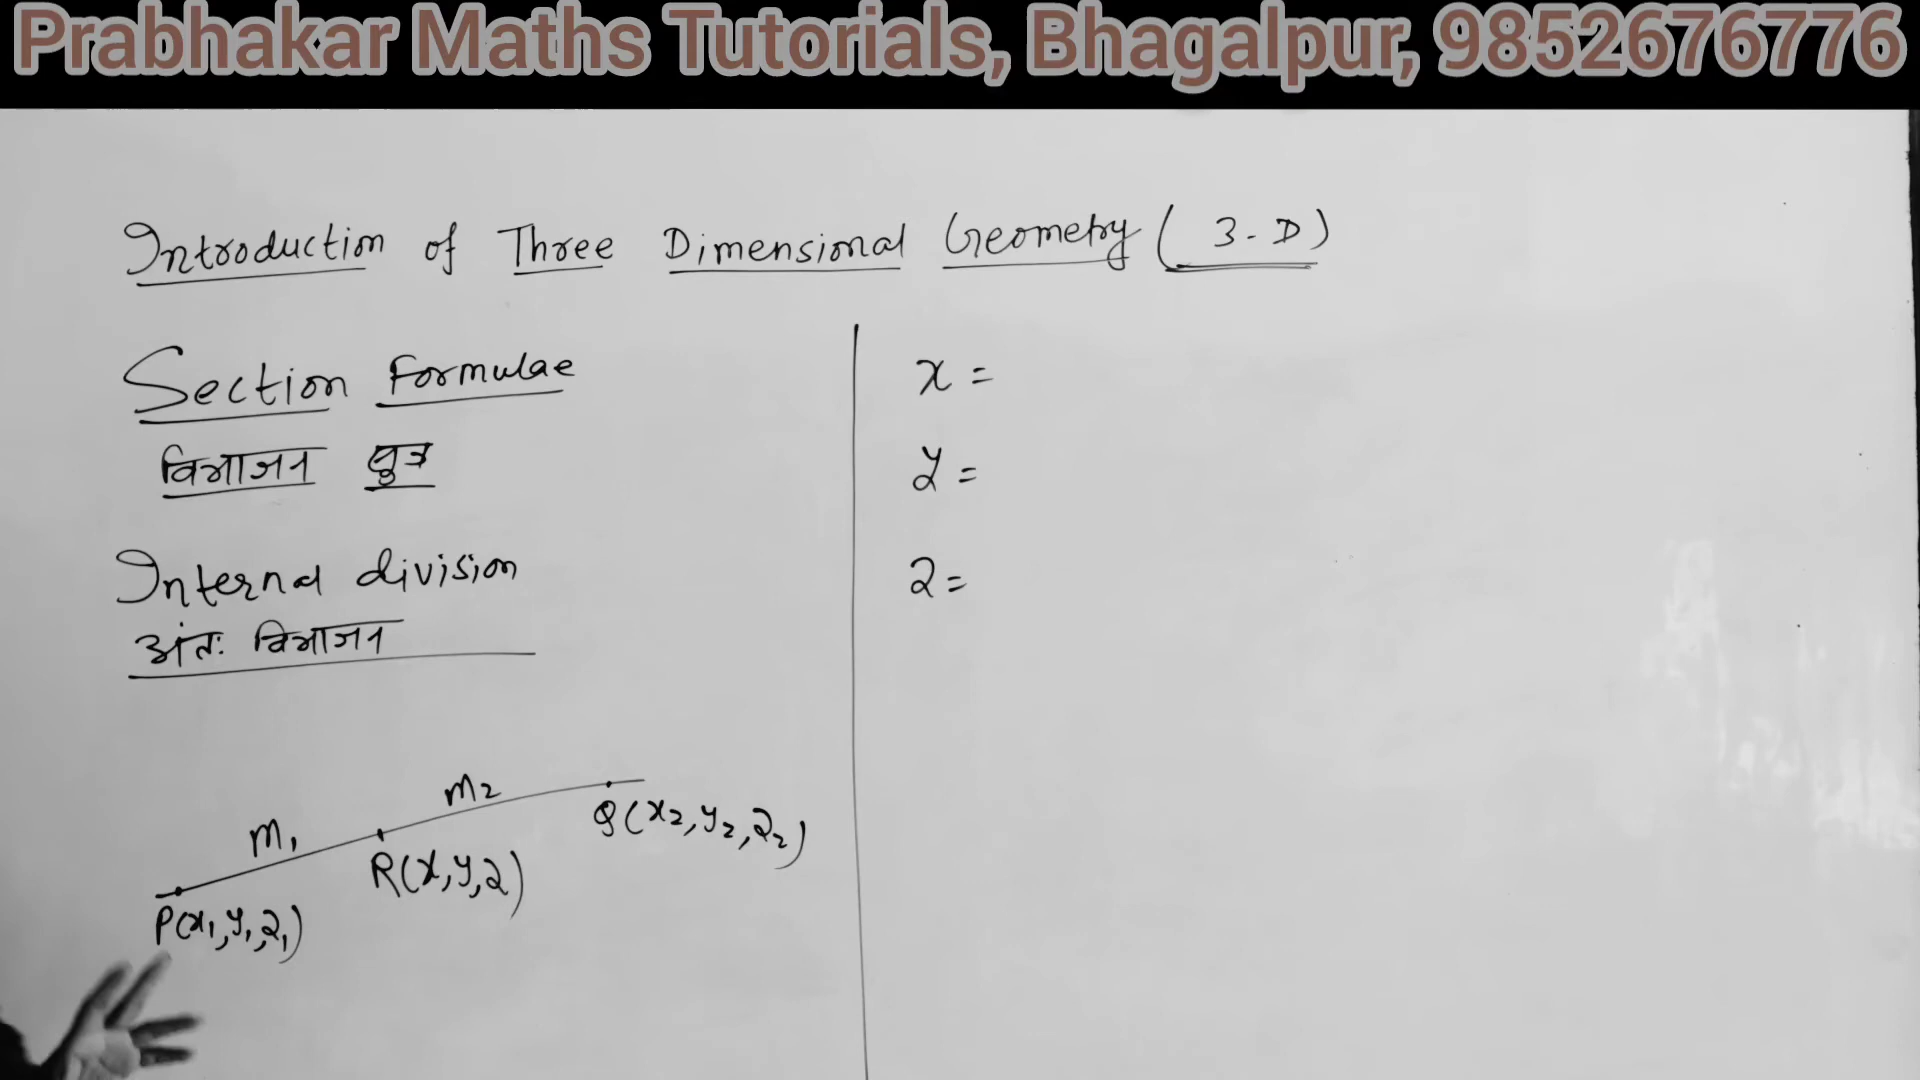 Prabhakar Maths Tutorials, Bhagalpur, 9852676776
Introduction of Three Dimensional Geometry ( 3-D )
Section Formulae
विभाजन सुत्र
Internal division
अंतः विभाजन
m₁ m₂
P(x₁,y₁,z₁)
R(x,y,z)
Q(x₂,y₂,z₂)
x =
y =
z =